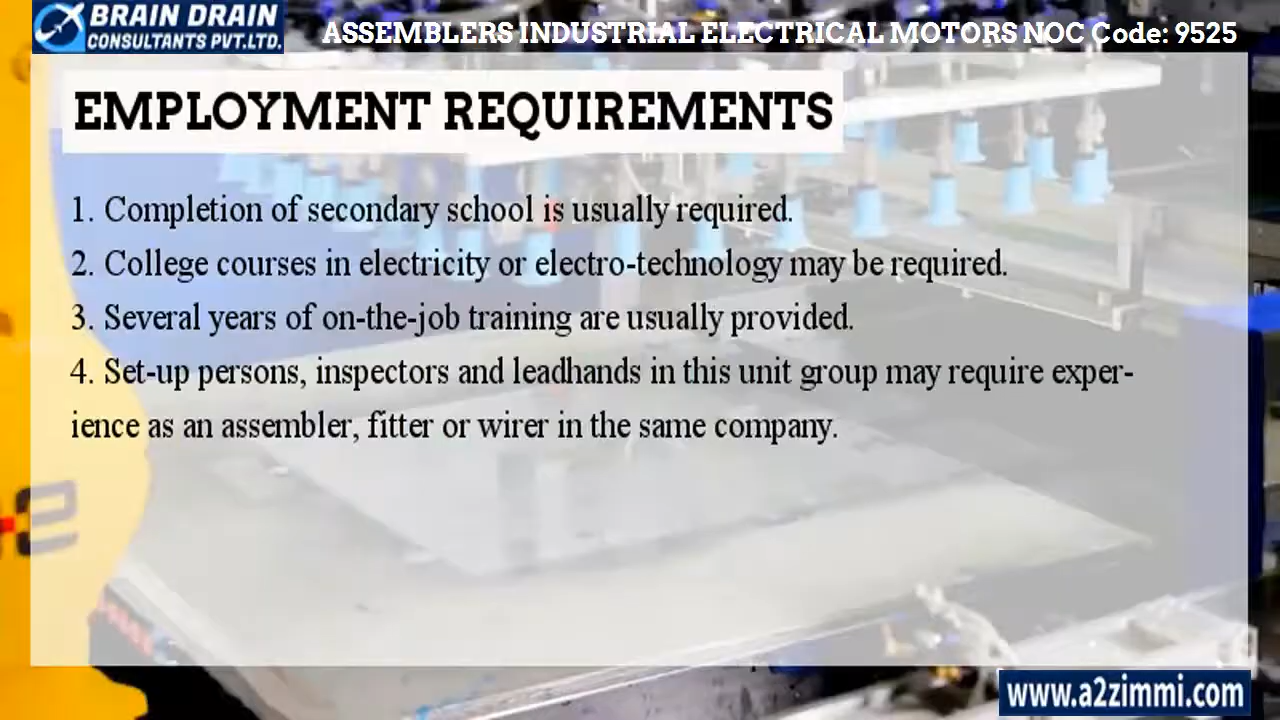 BRAIN DRAIN
CONSULTANTS PVT.LTD.
ASSEMBLERS INDUSTRIAL ELECTRICAL MOTORS NOC Code: 9525
EMPLOYMENT REQUIREMENTS
1. Completion of secondary school is usually required.
2. College courses in electricity or electro-technology may be required.
3. Several years of on-the-job training are usually provided.
4. Set-up persons, inspectors and leadhands in this unit group may require exper-
ience as an assembler, fitter or wirer in the same company.
www.a2zimmi.com